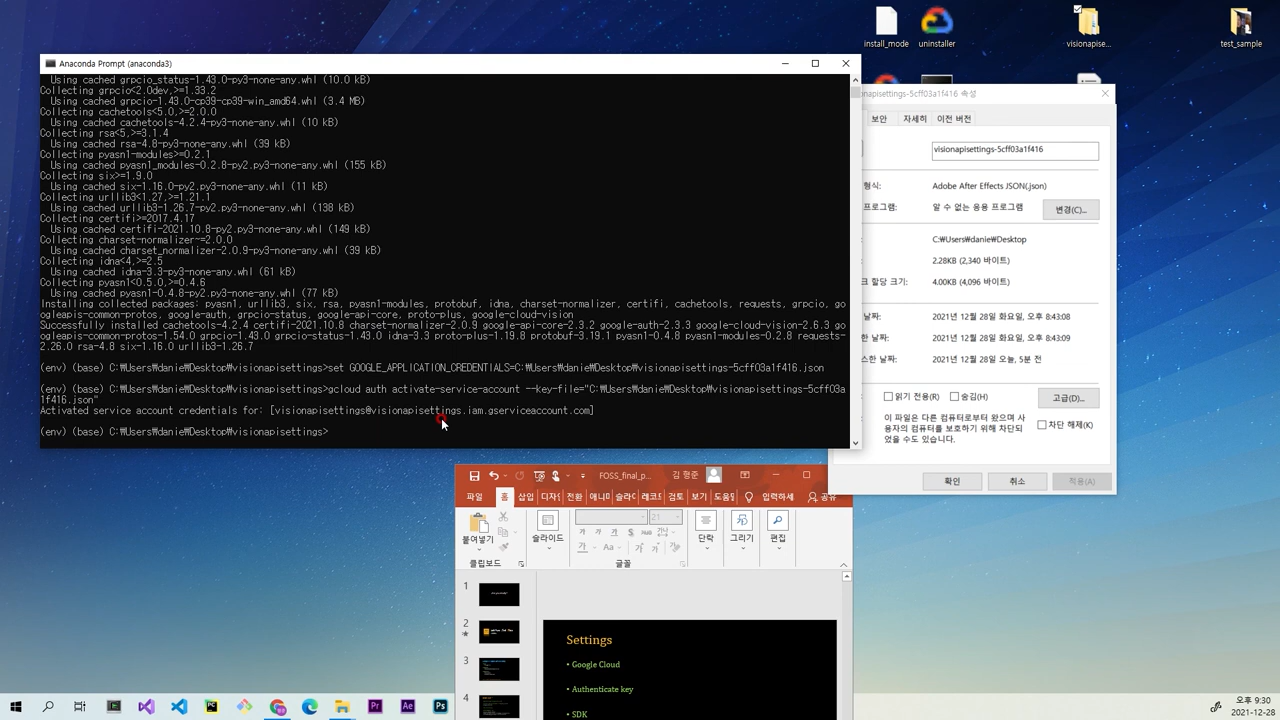 visionapis...
test_sample
Anaconda Prompt (anaconda3)
Using cached grpcio_status-1.43.0-py3-none-any.whl (10.0 kB)
Collecting grpcio<2.0dev,>=1.33.2
Using cached grpcio-1.43.0-cp39-cp39-win_amd64.whl (3.4 MB)
Collecting cachetools<5.0,>=2.0.0
Using cached cachetools-4.2.4-py3-none-any.whl (10 kB)
Collecting rsa<5,>=3.1.4
Using cached rsa-4.8-py3-none-any.whl (39 kB)
Collecting pyasn1-modules>=0.2.1
Using cached pyasn1_modules-0.2.8-py2.py3-none-any.whl (155 kB)
Collecting six>=1.9.0
Using cached six-1.16.0-py2.py3-none-any.whl (11 kB)
Collecting urllib3<1.27,>=1.21.1
Using cached urllib3-1.26.7-py2.py3-none-any.whl (138 kB)
Collecting certifi>=2017.4.17
Using cached certifi-2021.10.8-py2.py3-none-any.whl (149 kB)
Collecting charset-normalizer~=2.0.0
Using cached charset_normalizer-2.0.9-py3-none-any.whl (39 kB)
Collecting idna<4,>=2.5
Using cached idna-3.3-py3-none-any.whl (61 kB)
Collecting pyasn1<0.5.0,>=0.4.6
Using cached pyasn1-0.4.8-py2.py3-none-any.whl (77 kB)
Installing collected packages: pyasn1, urllib3, six, rsa, pyasn1-modules, protobuf, idna, charset-normalizer, certifi, cachetools, requests, grpcio, go
ogleapis-common-protos, google-auth, grpcio-status, google-api-core, proto-plus, google-cloud-vision
Successfully installed cachetools-4.2.4 certifi-2021.10.8 charset-normalizer-2.0.9 google-api-core-2.3.2 google-auth-2.3.3 google-cloud-vision-2.6.3 go
ogleapis-common-protos-1.54.0 grpcio-1.43.0 grpcio-status-1.43.0 idna-3.3 proto-plus-1.19.8 protobuf-3.19.1 pyasn1-0.4.8 pyasn1-modules-0.2.8 requests-
2.26.0 rsa-4.8 six-1.16.0 urllib3-1.26.7
(env) (base) C:₩Users₩danie₩Desktop₩visionapisettings>set GOOGLE_APPLICATION_CREDENTIALS=C:₩Users₩danie₩Desktop₩visionapisettings-5cff03a1f416.json
(env) (base) C:₩Users₩danie₩Desktop₩visionapisettings>gcloud auth activate-service-account --key-file="C:₩Users₩danie₩Desktop₩visionapisettings-5cff03a
1f416.json"
Activated service account credentials for: [visionapisettings@visionapisettings.iam.gserviceaccount.com]
(env) (base) C:₩Users₩danie₩Desktop₩visionapisettings>
napisettings-5cff03a1f416 속성
보안 자세히 이전 버전
visionapisettings-5cff03a1f416
형식: Adobe After Effects JSON(.json)
프로그램: 알 수 없는 응용 프로그램 변경(C)...
C:₩Users₩danie₩Desktop
2.28KB (2,340 바이트)
크 할당 크기: 4.00KB (4,096 바이트)
날짜: 2021년 12월 28일 화요일, 오후 8:43:08
한 날짜: 2021년 12월 28일 화요일, 오후 8:43:09
스한 날짜: 2021년 12월 28일 오늘, 5분 전
읽기 전용(R) 숨김(H) 고급(D)...
이 파일은 다른 컴퓨터로부터 왔으며 사
용자의 컴퓨터를 보호하기 위해 차단되
었을 수도 있습니다.
차단 해제(K)
확인 취소 적용(A)
FOSS_final_p... 김 형준
파일 홈 삽입 디자인 전환 애니미 슬라이 레코드 검토 보기 도움말 입력하세 공유
붙여넣기 슬라이드 21 단락 그리기 편집
클립보드 글꼴
1
2
3
4
Settings
• Google Cloud
• Authenticate key
• SDK
오후 9:23
2021-12-28